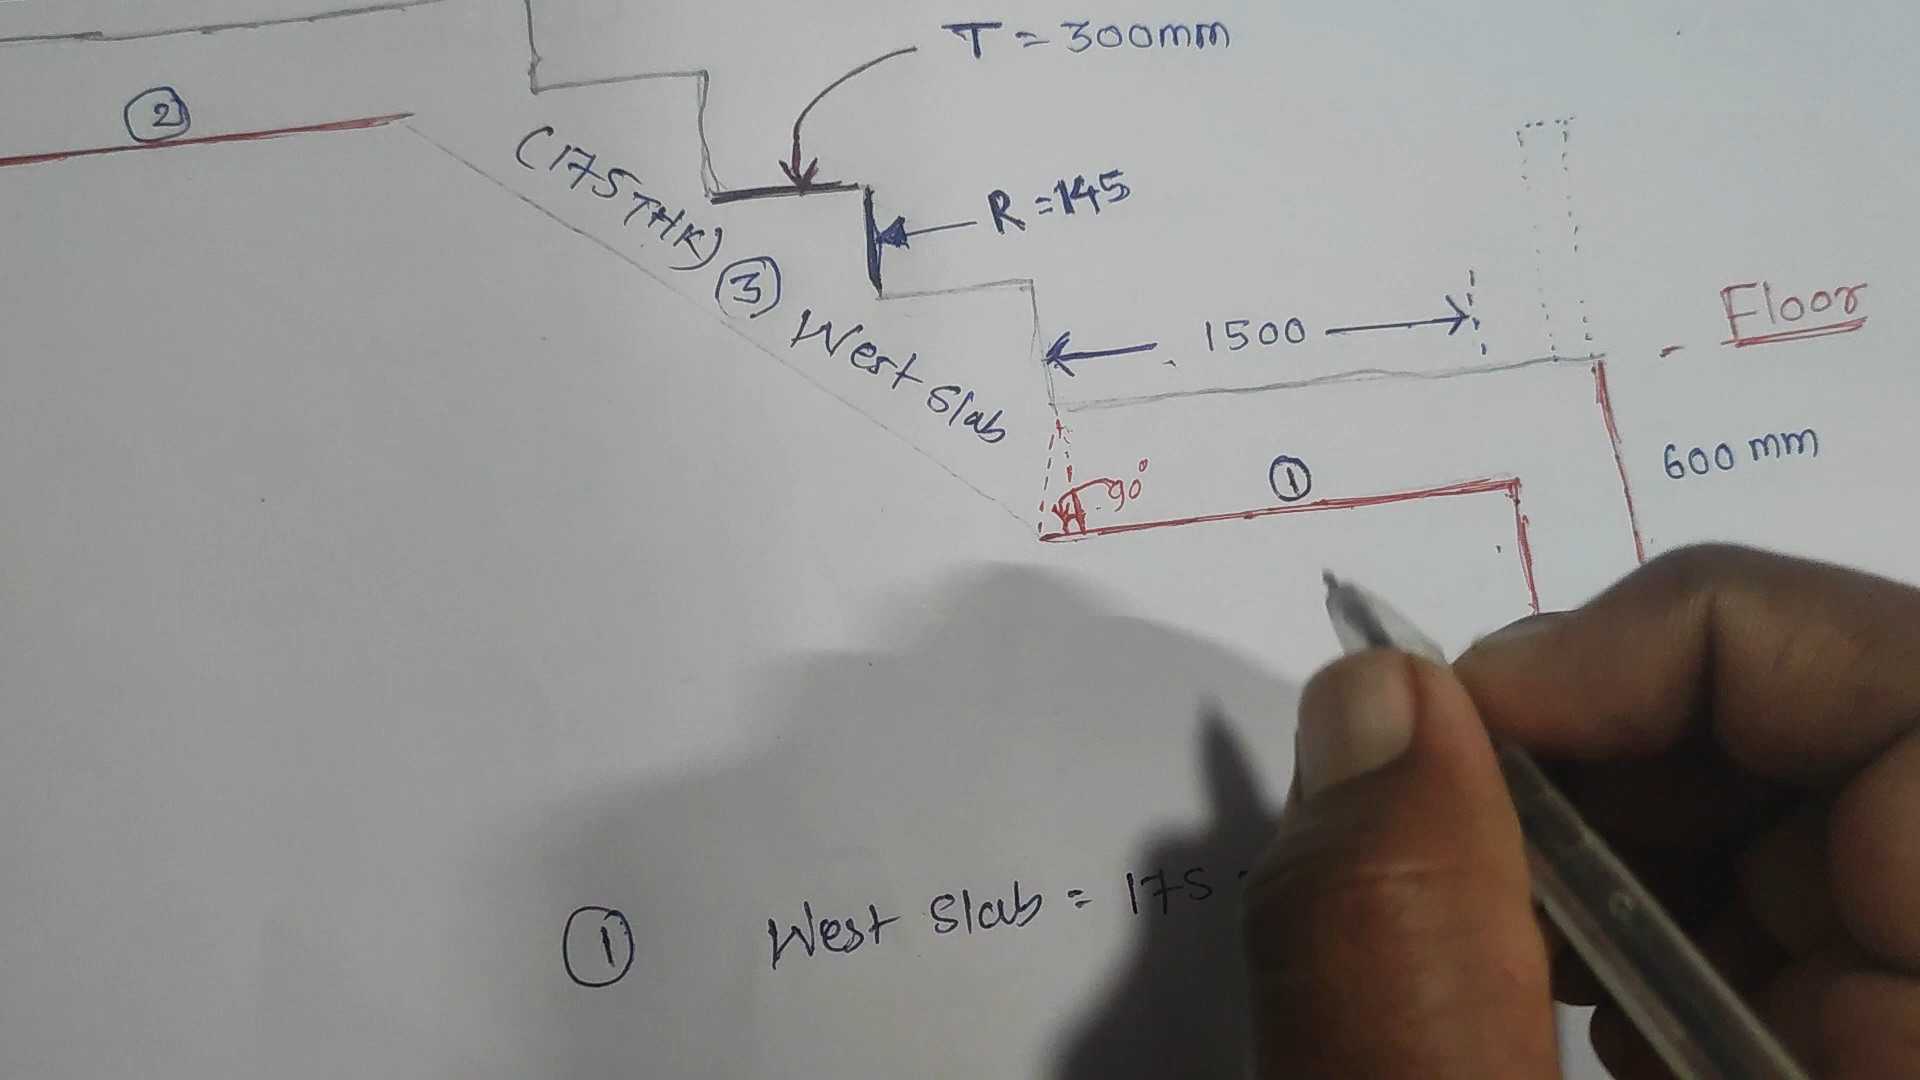 T = 300mm
2
(175 THK)
R = 145
3
West Slab
1500
Floor
90°
1
600 mm
1
West Slab = 175